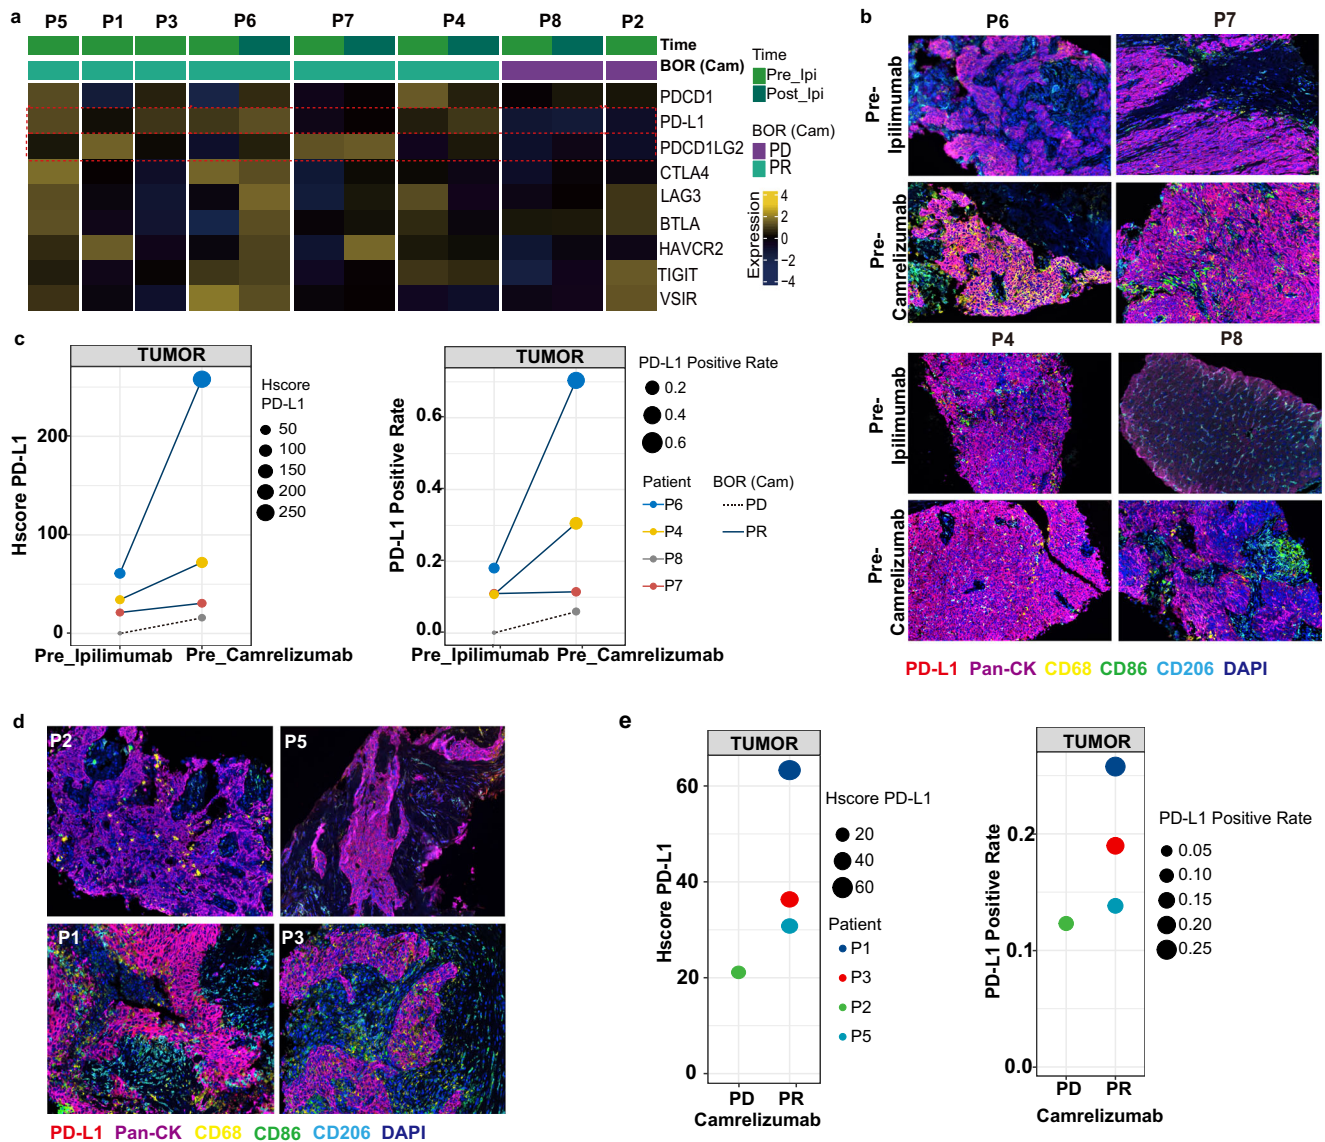 a
P5 P1 P3 P6 P7 P4 P8 P2
Time
BOR (Cam)
PDCD1
PD-L1
PDCD1LG2
CTLA4
LAG3
BTLA
HAVCR2
TIGIT
VSIR
Time
Pre_Ipi
Post_Ipi
BOR (Cam)
PD
PR
Expression
4
2
0
−2
−4
b
P6 P7
Pre-
Ipilimumab
Pre-
Camrelizumab
P4 P8
Pre-
Ipilimumab
Pre-
Camrelizumab
PD-L1 Pan-CK CD68 CD86 CD206 DAPI
c
TUMOR
Hscore PD-L1
200
100
0
Pre_Ipilimumab Pre_Camrelizumab
Hscore
PD-L1
50
100
150
200
250
TUMOR
PD-L1 Positive Rate
0.6
0.4
0.2
0.0
Pre_Ipilimumab Pre_Camrelizumab
PD-L1 Positive Rate
0.2
0.4
0.6
Patient
P6
P4
P8
P7
BOR (Cam)
PD
PR
d
P2 P5
P1 P3
PD-L1 Pan-CK CD68 CD86 CD206 DAPI
e
TUMOR
Hscore PD-L1
60
40
20
0
PD PR
Camrelizumab
Hscore PD-L1
20
40
60
Patient
P1
P3
P2
P5
TUMOR
PD-L1 Positive Rate
0.2
0.1
0.0
PD PR
Camrelizumab
PD-L1 Positive Rate
0.05
0.10
0.15
0.20
0.25